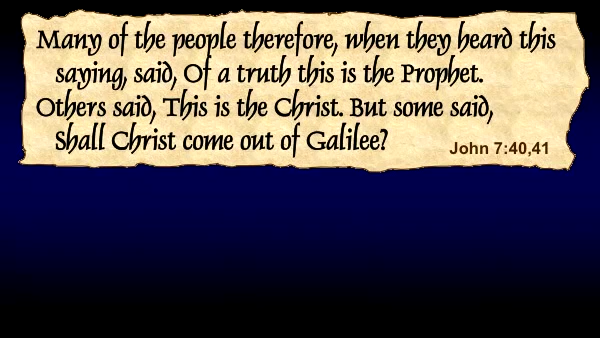 Many of the people therefore, when they heard this
saying, said, Of a truth this is the Prophet.
Others said, This is the Christ. But some said,
Shall Christ come out of Galilee?
John 7:40,41